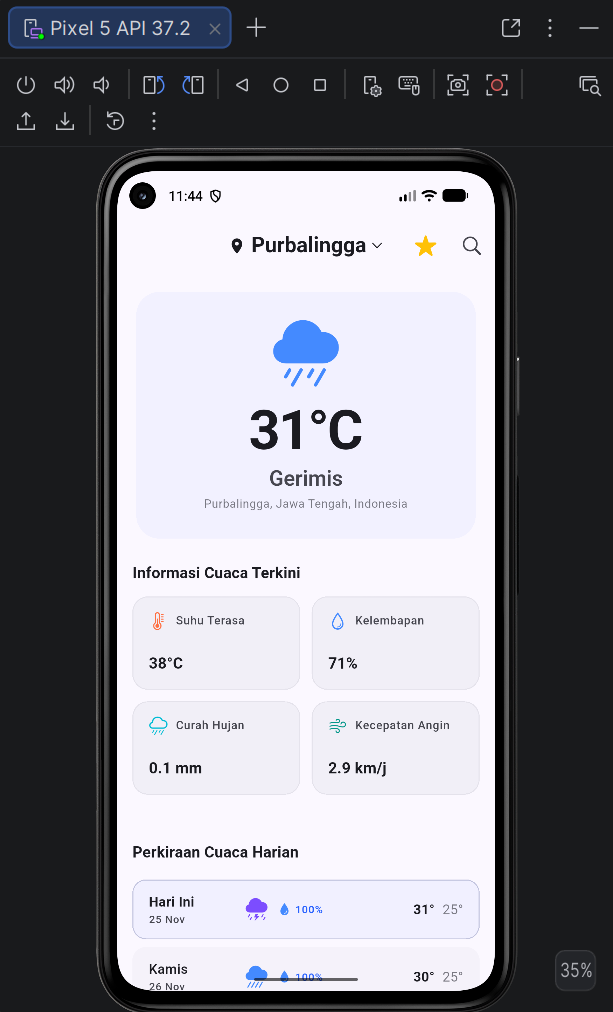 Pixel 5 API 37.2
11:44
Purbalingga
31°C
Gerimis
Purbalingga, Jawa Tengah, Indonesia
Informasi Cuaca Terkini
Suhu Terasa
38°C
Kelembapan
71%
Curah Hujan
0.1 mm
Kecepatan Angin
2.9 km/j
Perkiraan Cuaca Harian
Hari Ini
25 Nov
100%
31° 25°
Kamis
26 Nov
100%
30° 25°
35%